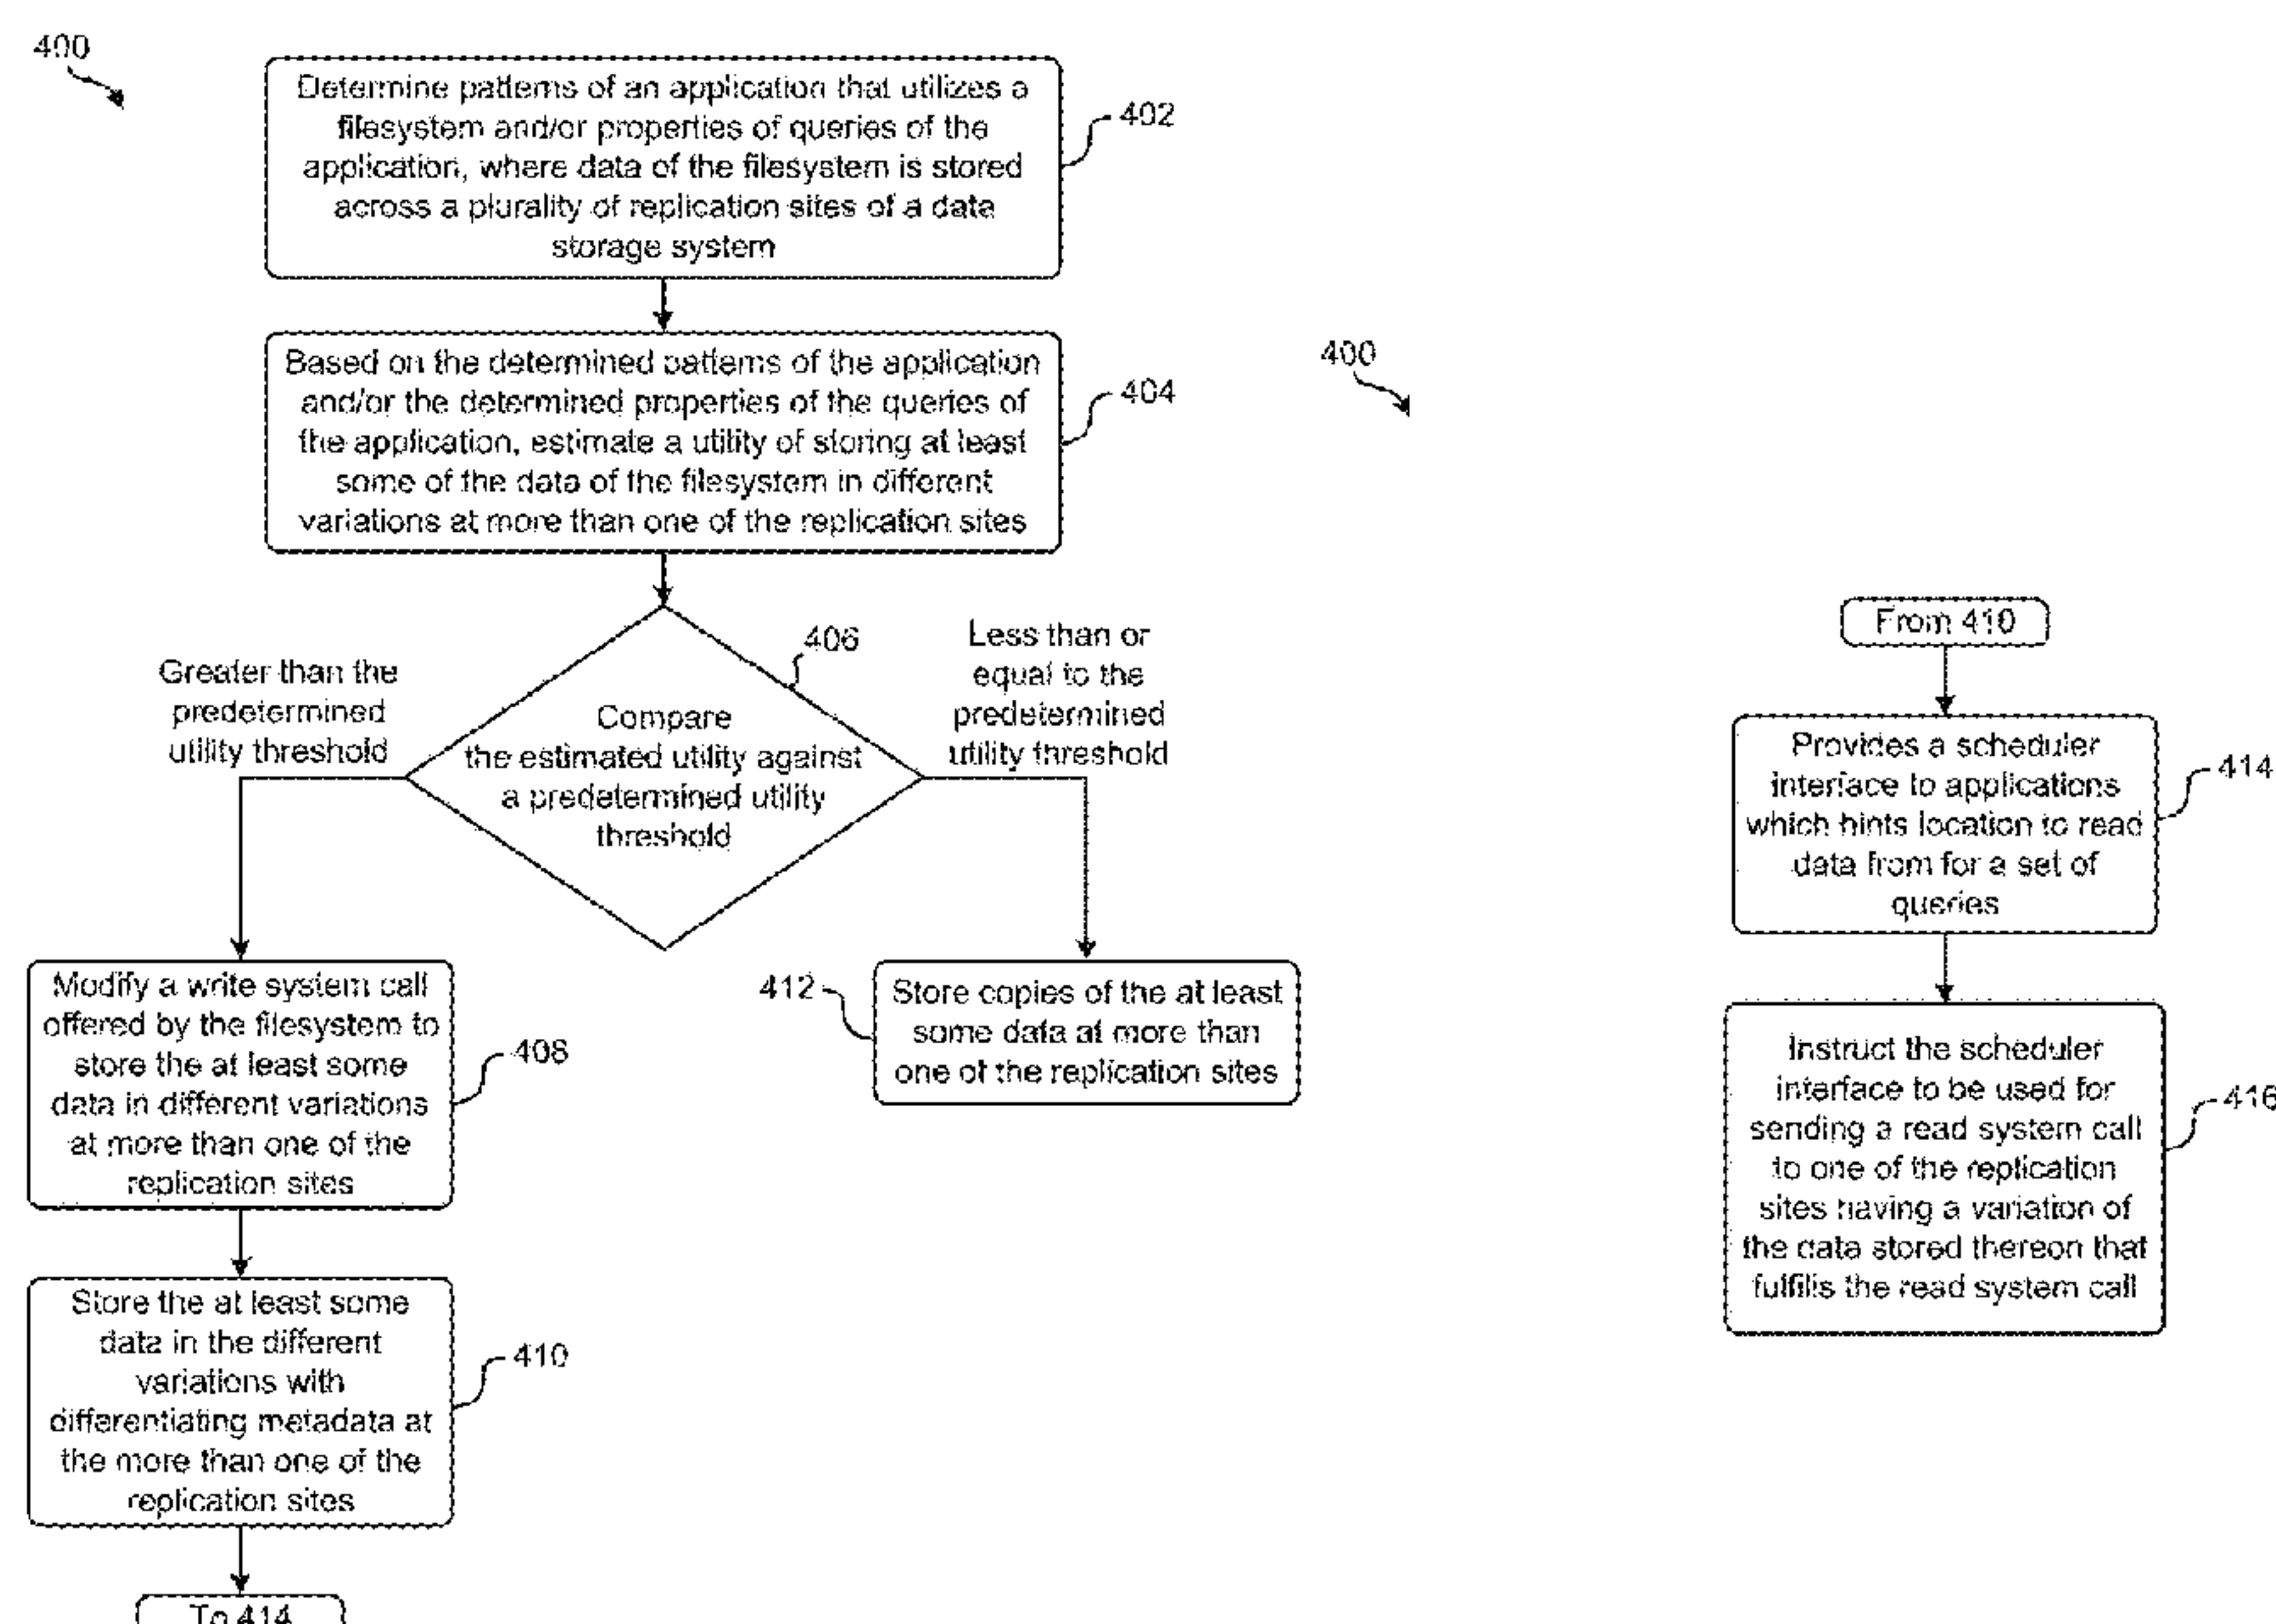 400
Determine patterns of an application that utilizes a
filesystem and/or properties of queries of the
application, where data of the filesystem is stored
across a plurality of replication sites of a data
storage system
402
Based on the determined patterns of the application
and/or the determined properties of the queries of
the application, estimate a utility of storing at least
some of the data of the filesystem in different
variations at more than one of the replication sites
404
406
Compare
the estimated utility against
a predetermined utility
threshold
Greater than the
predetermined
utility threshold
Less than or
equal to the
predetermined
utility threshold
Modify a write system call
offered by the filesystem to
store the at least some
data in different variations
at more than one of the
replication sites
408
412
Store copies of the at least
some data at more than
one of the replication sites
Store the at least some
data in the different
variations with
differentiating metadata at
the more than one of the
replication sites
410
To 414
400
From 410
Provides a scheduler
interface to applications
which hints location to read
data from for a set of
queries
414
Instruct the scheduler
interface to be used for
sending a read system call
to one of the replication
sites having a variation of
the data stored thereon that
fulfills the read system call
416